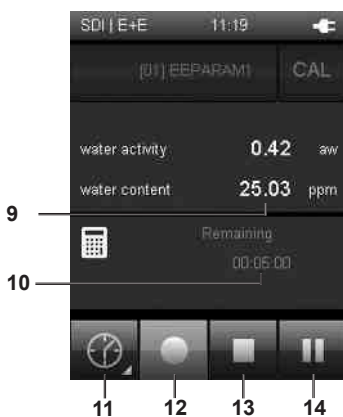 SDI | E+E 11:19
[01] EEPARAM1 CAL
water activity 0.42 aw
water content 25.03 ppm
9
Remaining
00:05:00
10
11 12 13 14